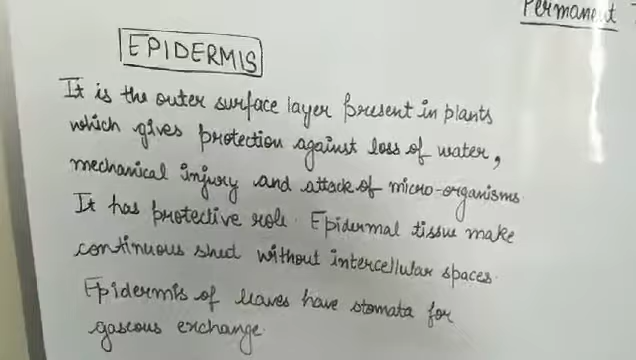 Permanent
EPIDERMIS
It is the outer surface layer present in plants
which gives protection against loss of water,
mechanical injury and attack of micro-organisms.
It has protective role. Epidermal tissue make
continuous shed without intercellular spaces.
Epidermis of leaves have stomata for
gaseous exchange.